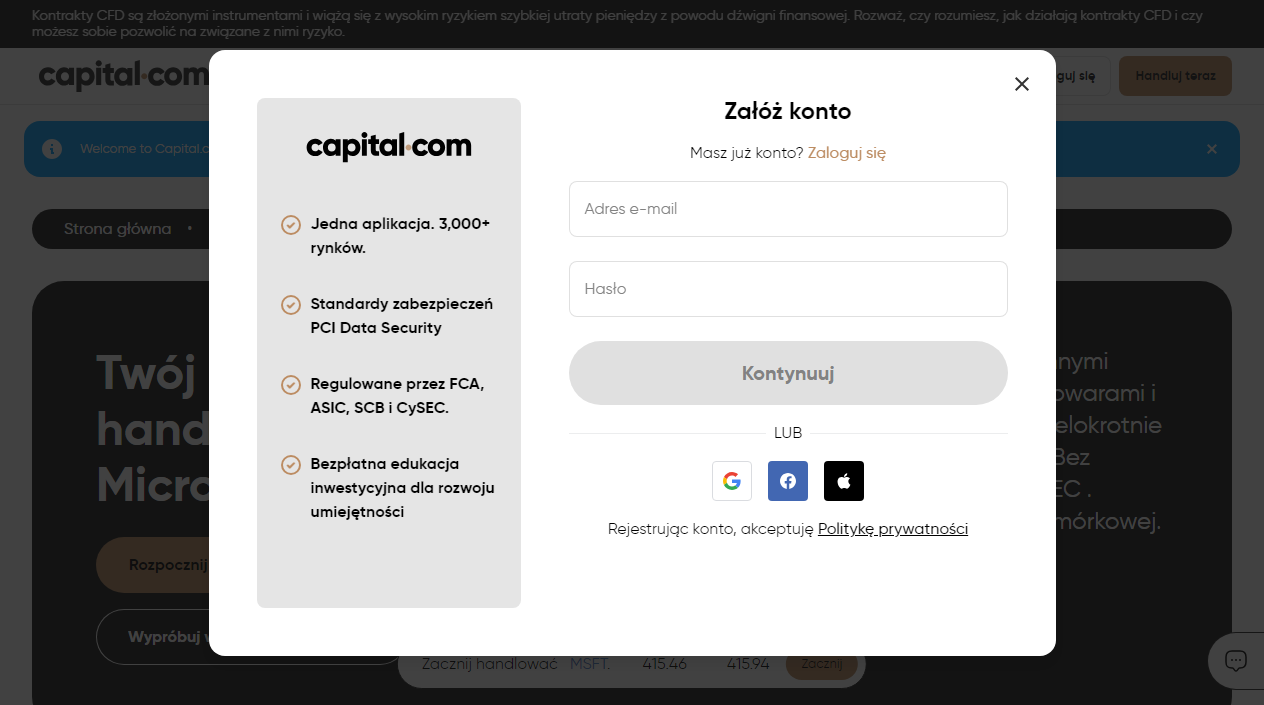 Kontrakty CFD są złożonymi instrumentami i wiążą się z wysokim ryzykiem szybkiej utraty pieniędzy z powodu dźwigni finansowej. Rozważ, czy rozumiesz, jak działają kontrakty CFD i czy
możesz sobie pozwolić na związane z nimi ryzyko.
capital.com
guj się
Handluj teraz
Welcome to Capital.c
Strona główna •
Twój
hand
Micro
nnymi
owarami i
elokrotnie
Bez
EC .
mórkowej.
Rozpocznij
Wypróbuj w
Zacznij handlować MSFT. 415.46 415.94 Zacznij
capital.com
Jedna aplikacja. 3,000+
rynków.
Standardy zabezpieczeń
PCI Data Security
Regulowane przez FCA,
ASIC, SCB i CySEC.
Bezpłatna edukacja
inwestycyjna dla rozwoju
umiejętności
Załóż konto
Masz już konto? Zaloguj się
Adres e-mail
Hasło
Kontynuuj
LUB
Rejestrując konto, akceptuję Politykę prywatności